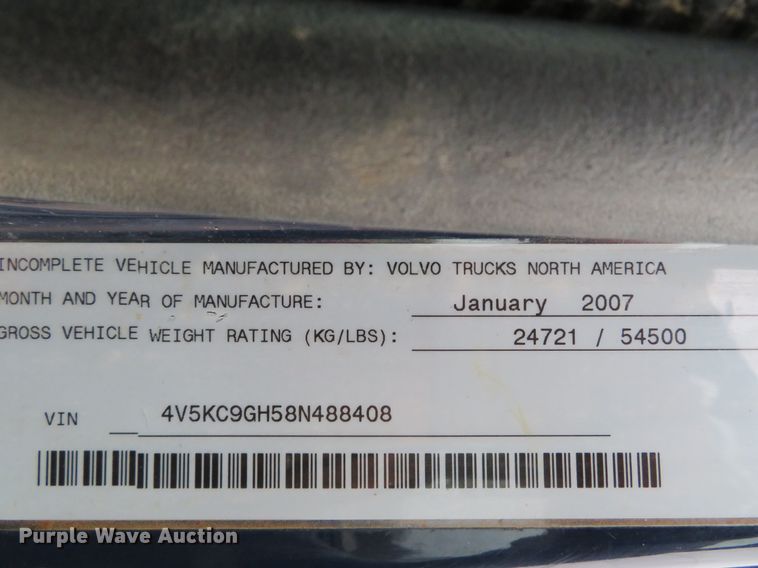 INCOMPLETE VEHICLE MANUFACTURED BY: VOLVO TRUCKS NORTH AMERICA
MONTH AND YEAR OF MANUFACTURE: January 2007
GROSS VEHICLE WEIGHT RATING (KG/LBS): 24721 / 54500
VIN 4V5KC9GH58N488408
Purple Wave Auction